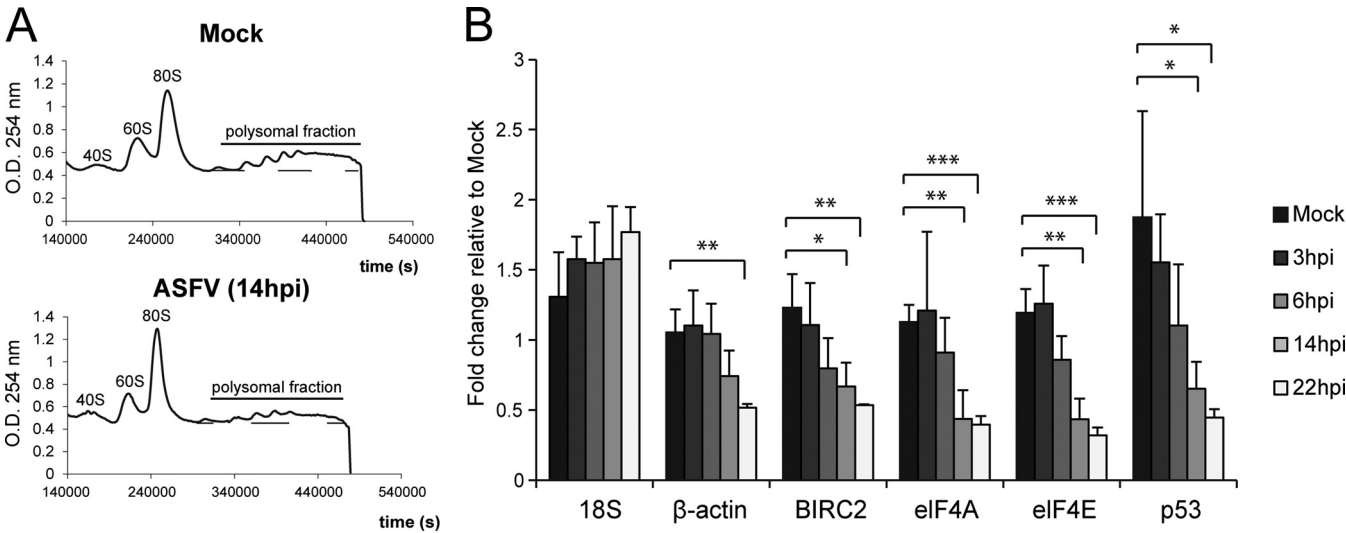 A
Mock
O.D. 254 nm
1.4
1.2
1
0.8
0.6
0.4
0.2
0
40S
60S
80S
polysomal fraction
140000 240000 340000 440000 540000
time (s)
ASFV (14hpi)
O.D. 254 nm
1.4
1.2
1
0.8
0.6
0.4
0.2
0
40S
60S
80S
polysomal fraction
140000 240000 340000 440000 540000
time (s)
B
Fold change relative to Mock
3
2.5
2
1.5
1
0.5
0
**
**
*
***
**
***
**
*
*
18S β-actin BIRC2 eIF4A eIF4E p53
Mock
3hpi
6hpi
14hpi
22hpi